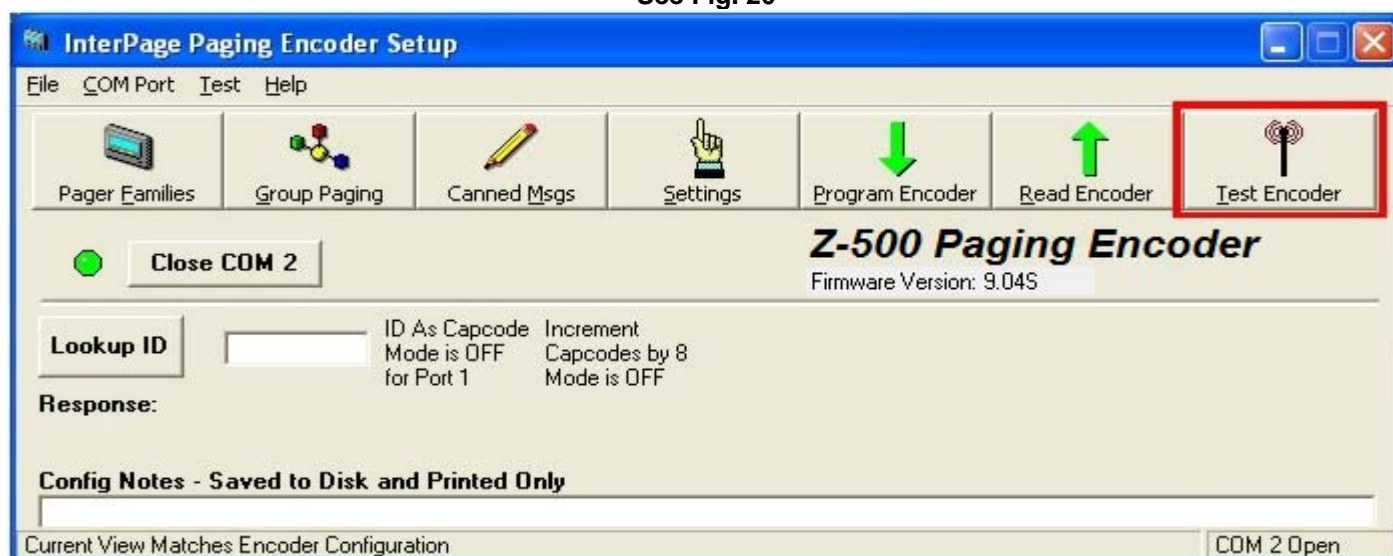 See Fig. 20
InterPage Paging Encoder Setup
File COM Port Test Help
Pager Families Group Paging Canned Msgs Settings Program Encoder Read Encoder Test Encoder
Close COM 2
Z-500 Paging Encoder
Firmware Version: 9.04S
Lookup ID
ID As Capcode
Mode is OFF
for Port 1
Increment
Capcodes by 8
Mode is OFF
Response:
Config Notes - Saved to Disk and Printed Only
Current View Matches Encoder Configuration
COM 2 Open